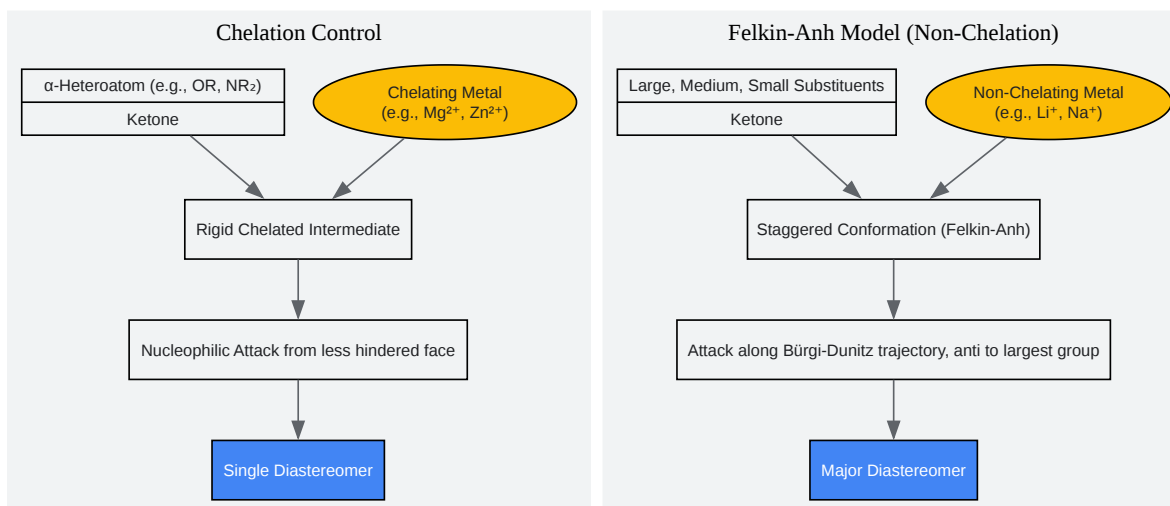 Chelation Control
α-Heteroatom (e.g., OR, NR₂)
Ketone
Chelating Metal
(e.g., Mg²⁺, Zn²⁺)
Rigid Chelated Intermediate
Nucleophilic Attack from less hindered face
Single Diastereomer
Felkin-Anh Model (Non-Chelation)
Large, Medium, Small Substituents
Ketone
Non-Chelating Metal
(e.g., Li⁺, Na⁺)
Staggered Conformation (Felkin-Anh)
Attack along Bürgi-Dunitz trajectory, anti to largest group
Major Diastereomer